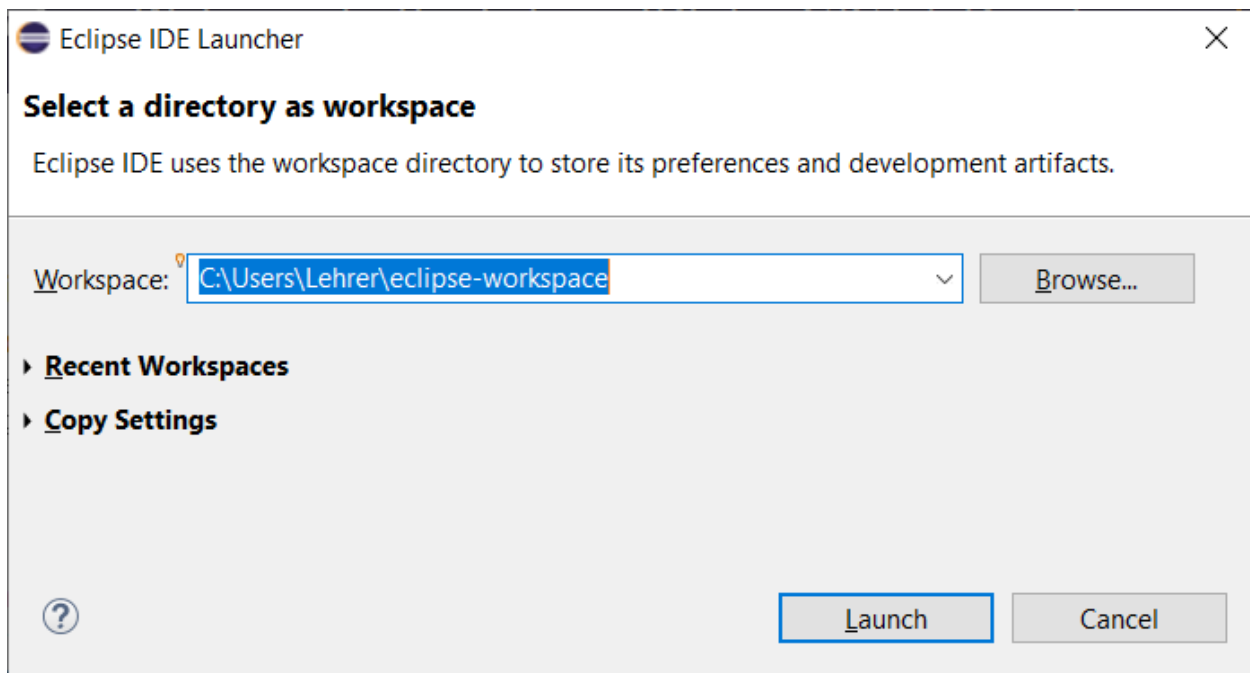 Eclipse IDE Launcher
Select a directory as workspace
Eclipse IDE uses the workspace directory to store its preferences and development artifacts.
Workspace: C:\Users\Lehrer\eclipse-workspace Browse...
Recent Workspaces
Copy Settings
? Launch Cancel